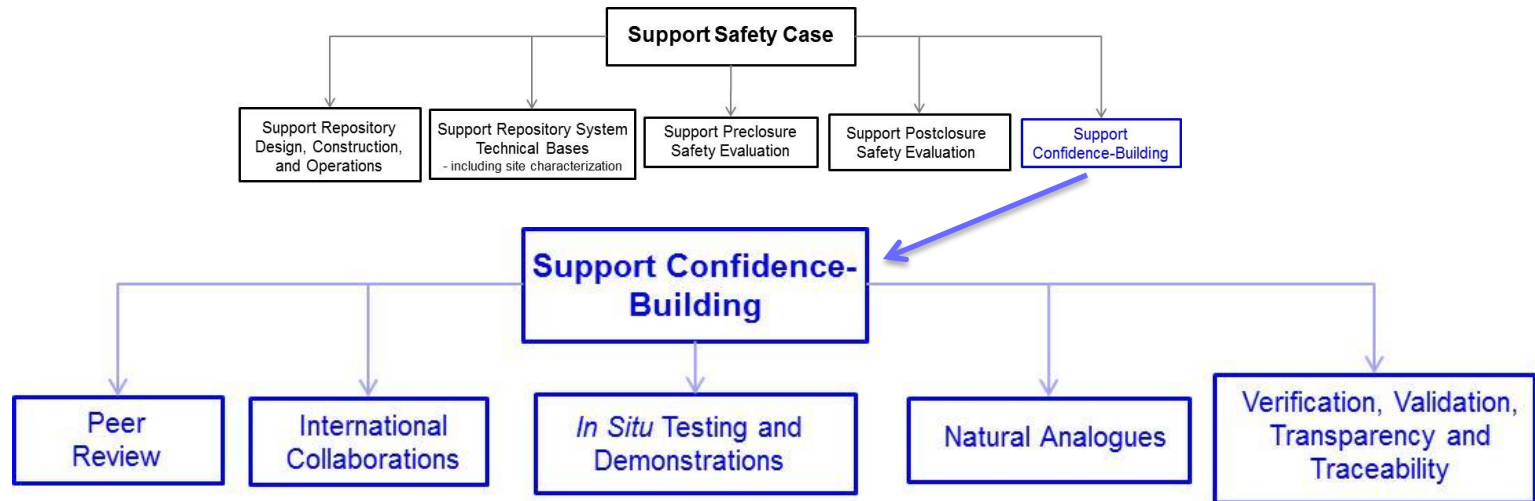 Support Safety Case
Support Repository
Design, Construction,
and Operations
Support Repository System
Technical Bases
- including site characterization
Support Preclosure
Safety Evaluation
Support Postclosure
Safety Evaluation
Support
Confidence-Building
Support Confidence-
Building
Peer
Review
International
Collaborations
In Situ Testing and
Demonstrations
Natural Analogues
Verification, Validation,
Transparency and
Traceability